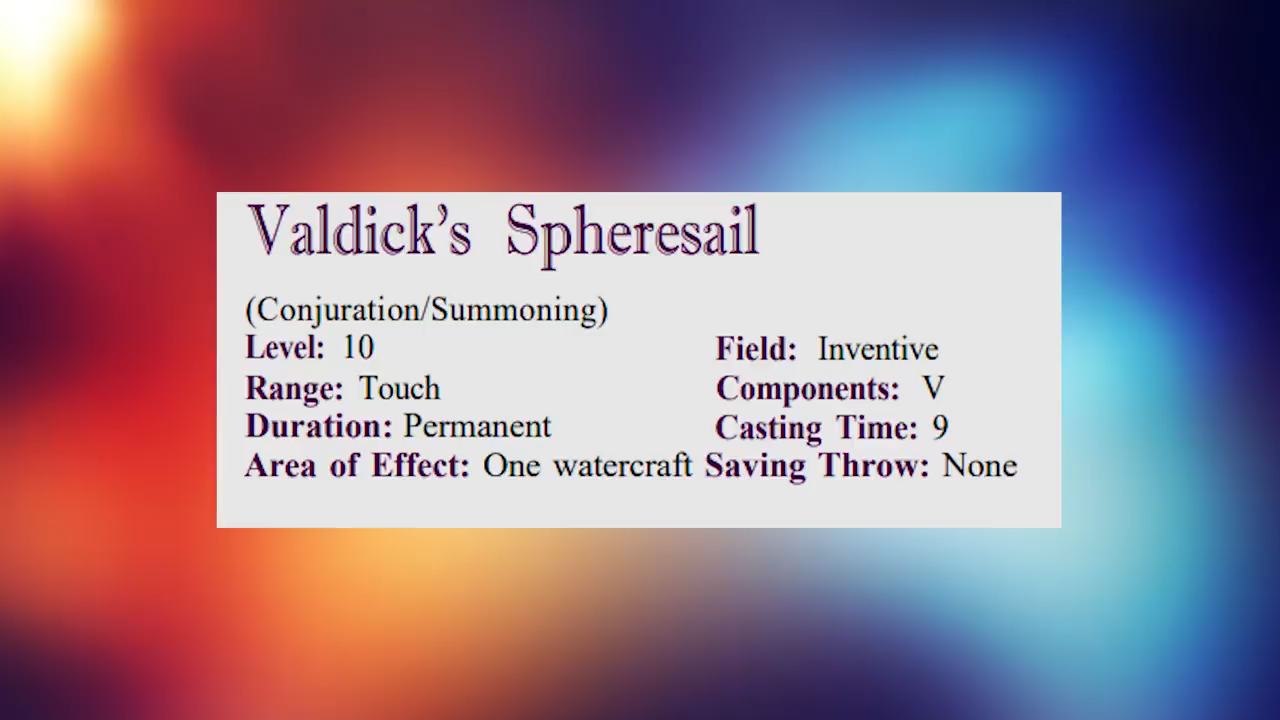 Valdick’s Spheresail
(Conjuration/Summoning)
Level: 10 Field: Inventive
Range: Touch Components: V
Duration: Permanent Casting Time: 9
Area of Effect: One watercraft Saving Throw: None